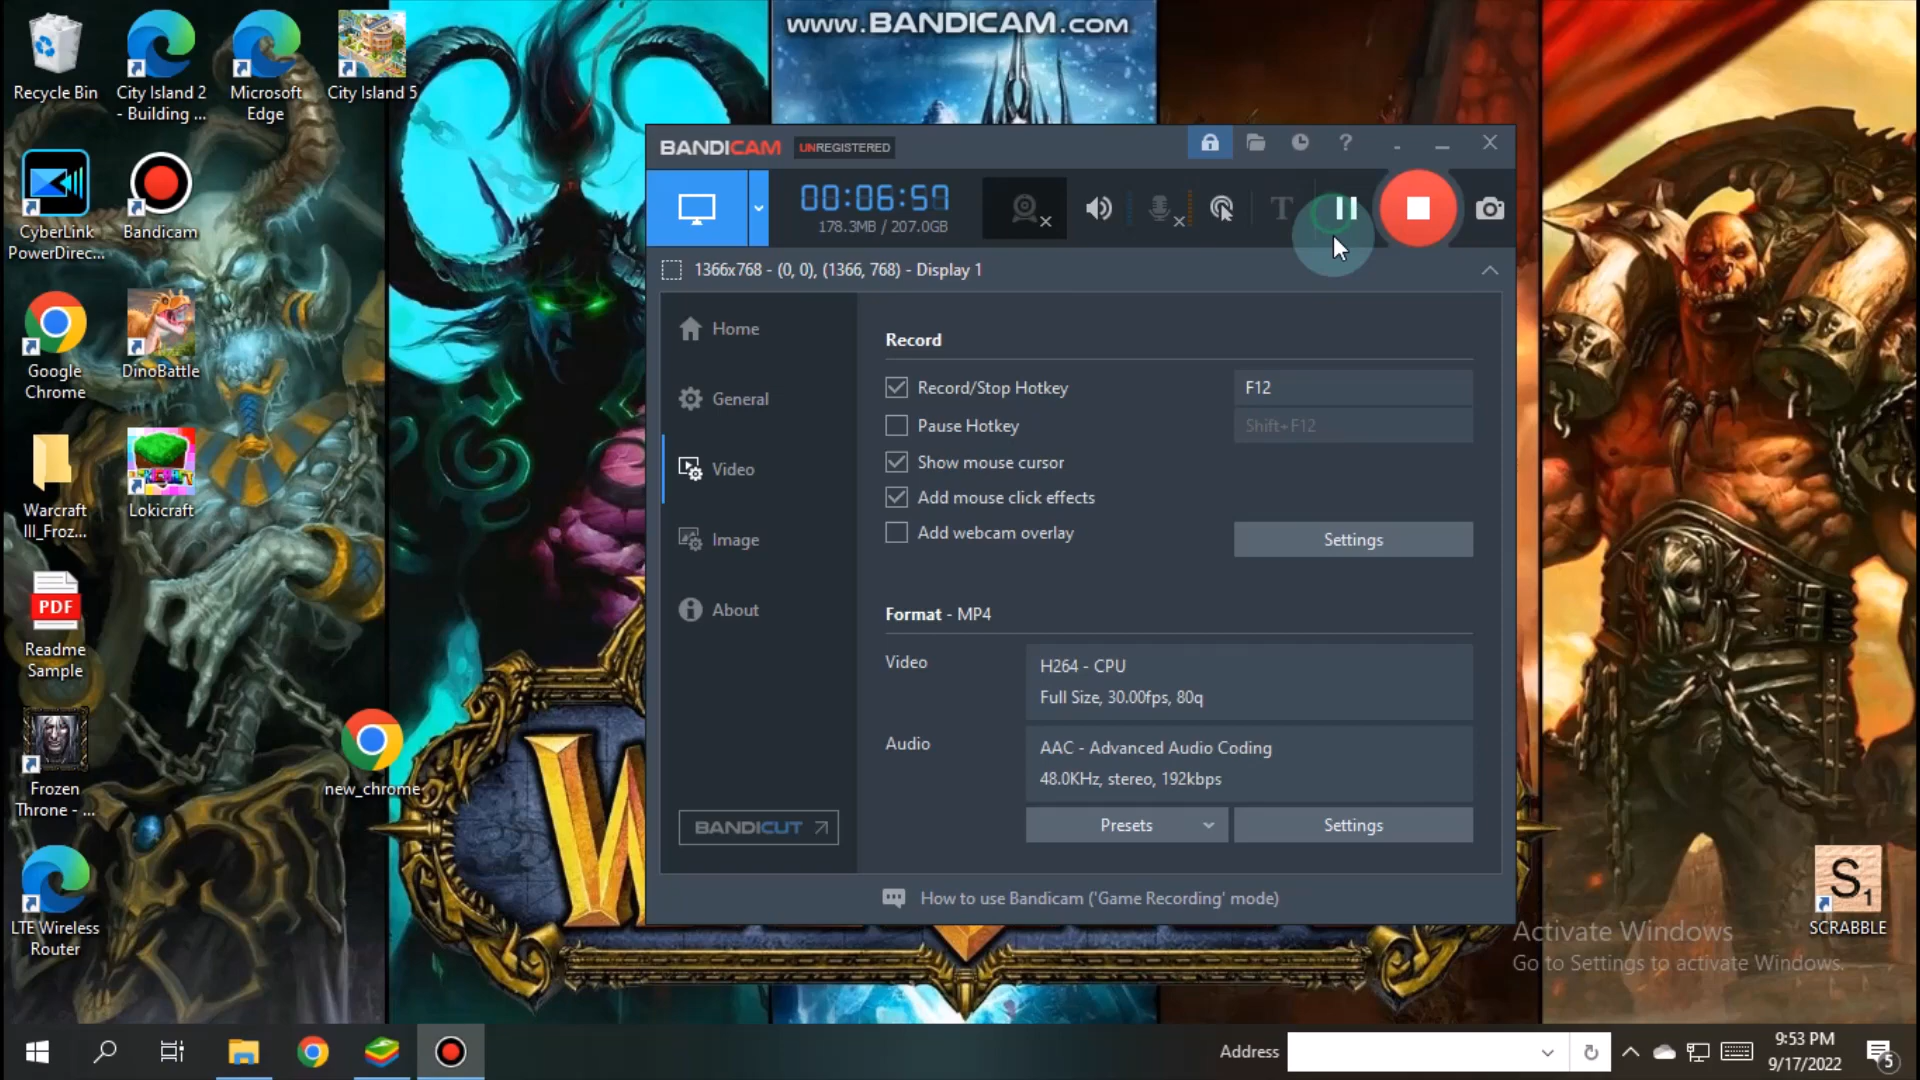 www.BANDICAM.com
Recycle Bin
City Island 2
- Building ...
Microsoft
Edge
City Island 5
CyberLink
PowerDirec...
Bandicam
Google
Chrome
DinoBattle
Warcraft
III_Froz...
Lokicraft
PDF
Readme
Sample
Frozen
Throne - ...
new_chrome
LTE Wireless
Router
S1
SCRABBLE
BANDICAM
UNREGISTERED
00:06:57
178.3MB / 207.0GB
1366x768 - (0, 0), (1366, 768) - Display 1
Home
General
Video
Image
About
BANDICUT
Record
Record/Stop Hotkey
F12
Pause Hotkey
Shift+F12
Show mouse cursor
Add mouse click effects
Add webcam overlay
Settings
Format - MP4
Video
H264 - CPU
Full Size, 30.00fps, 80q
Audio
AAC - Advanced Audio Coding
48.0KHz, stereo, 192kbps
Presets
Settings
How to use Bandicam ('Game Recording' mode)
Activate Windows
Go to Settings to activate Windows.
Address
9:53 PM
9/17/2022
5